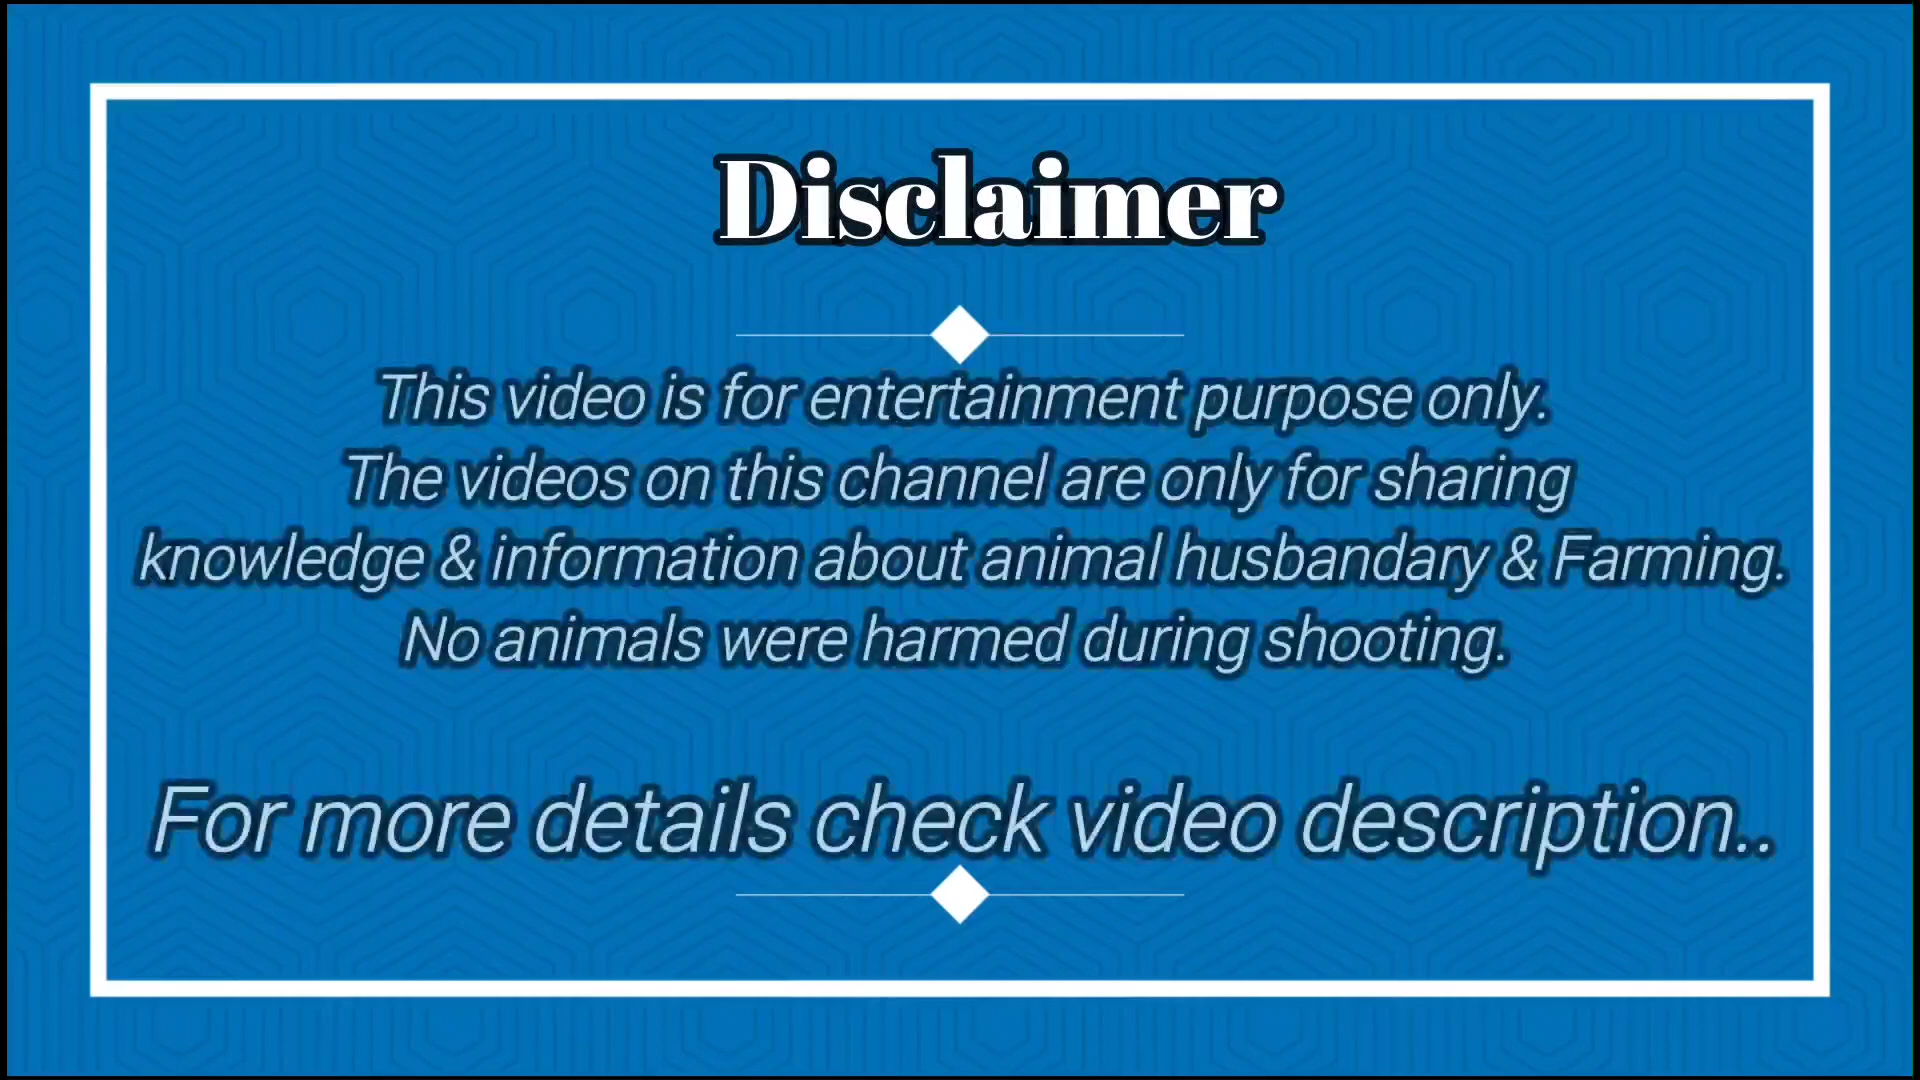 Disclaimer
This video is for entertainment purpose only.
The videos on this channel are only for sharing
knowledge & information about animal husbandary & Farming.
No animals were harmed during shooting.
For more details check video description..